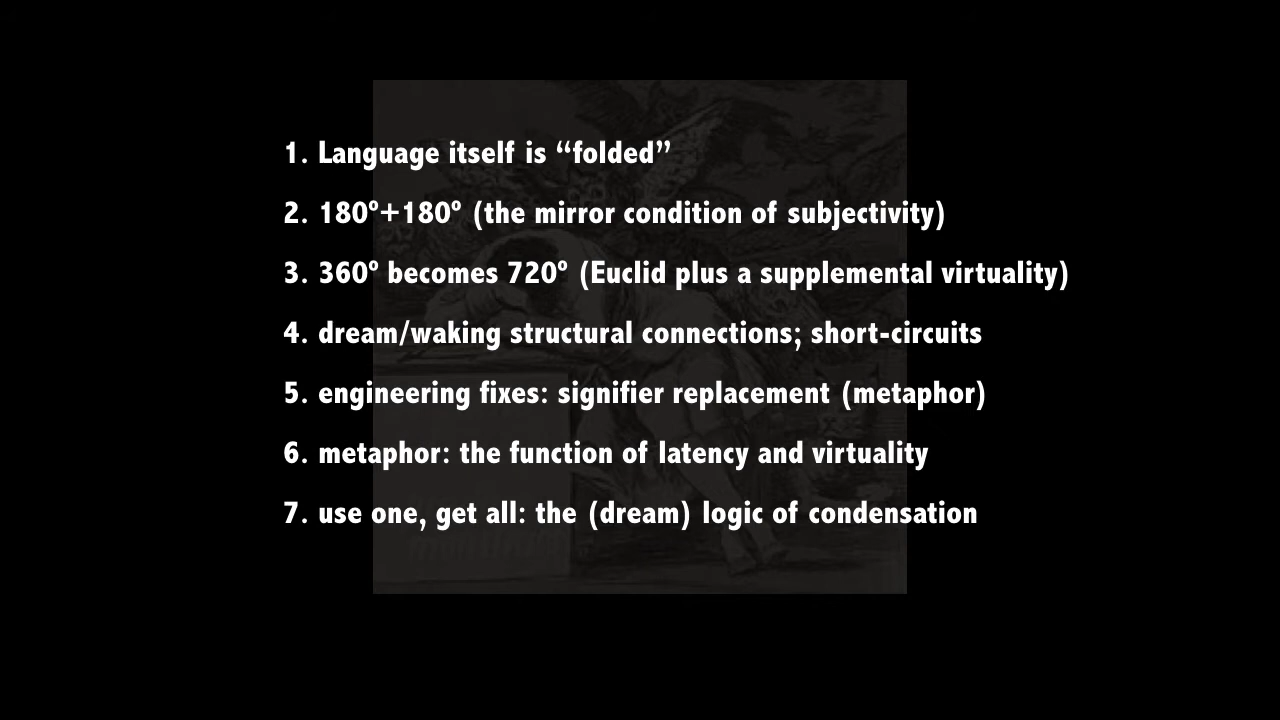 1. Language itself is “folded”
2. 180º+180º (the mirror condition of subjectivity)
3. 360º becomes 720º (Euclid plus a supplemental virtuality)
4. dream/waking structural connections; short-circuits
5. engineering fixes: signifier replacement (metaphor)
6. metaphor: the function of latency and virtuality
7. use one, get all: the (dream) logic of condensation